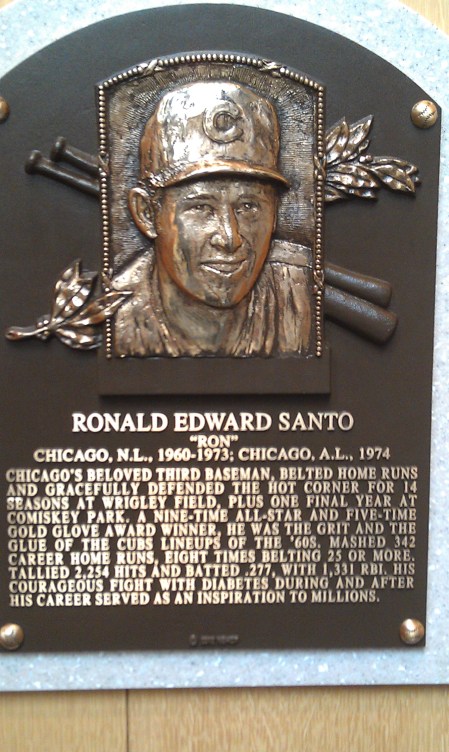 C
RONALD EDWARD SANTO
"RON"
CHICAGO, N.L., 1960-1973; CHICAGO, A.L., 1974
CHICAGO'S BELOVED THIRD BASEMAN, BELTED HOME RUNS
AND GRACEFULLY DEFENDED THE HOT CORNER FOR 14
SEASONS AT WRIGLEY FIELD, PLUS ONE FINAL YEAR AT
COMISKEY PARK. A NINE-TIME ALL-STAR AND FIVE-TIME
GOLD GLOVE AWARD WINNER, HE WAS THE GRIT AND THE
GLUE OF THE CUBS LINEUPS OF THE '60S. MASHED 342
CAREER HOME RUNS, EIGHT TIMES BELTING 25 OR MORE.
TALLIED 2,254 HITS AND BATTED .277, WITH 1,331 RBI. HIS
COURAGEOUS FIGHT WITH DIABETES DURING AND AFTER
HIS CAREER SERVED AS AN INSPIRATION TO MILLIONS.